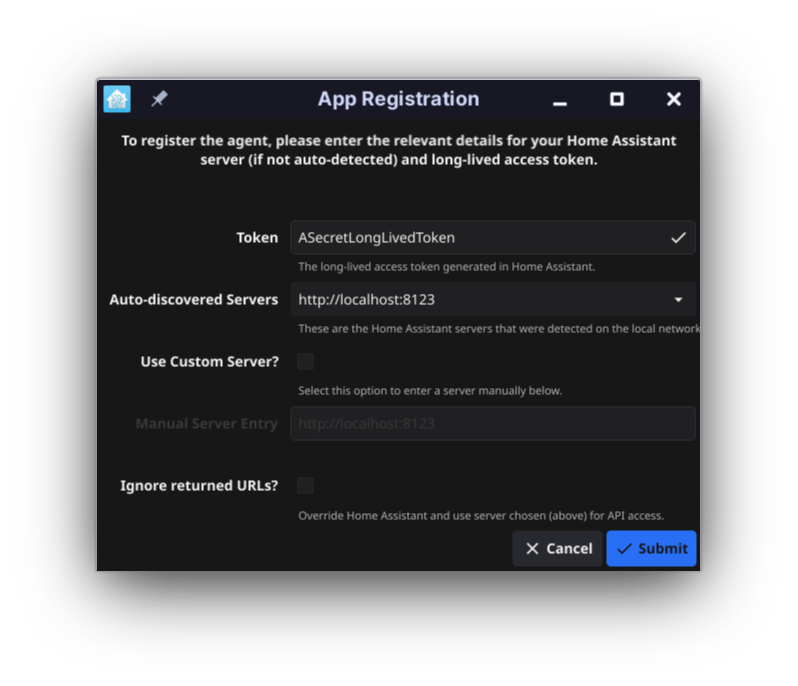 App Registration
To register the agent, please enter the relevant details for your Home Assistant
server (if not auto-detected) and long-lived access token.
Token
ASecretLongLivedToken
The long-lived access token generated in Home Assistant.
Auto-discovered Servers
http://localhost:8123
These are the Home Assistant servers that were detected on the local network
Use Custom Server?
Select this option to enter a server manually below.
Manual Server Entry
http://localhost:8123
Ignore returned URLs?
Override Home Assistant and use server chosen (above) for API access.
Cancel
Submit